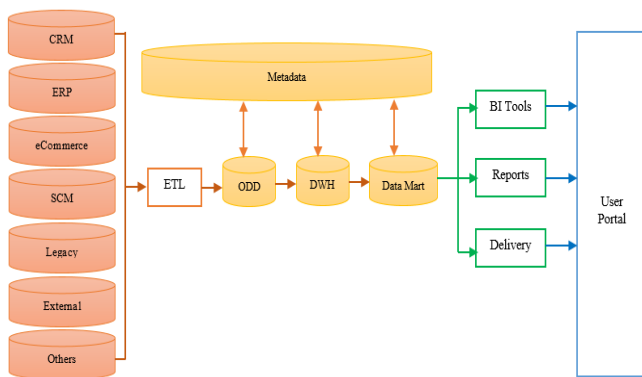 CRM
ERP
eCommerce
SCM
Legacy
External
Others
Metadata
ETL
ODD
DWH
Data Mart
BI Tools
Reports
Delivery
User
Portal